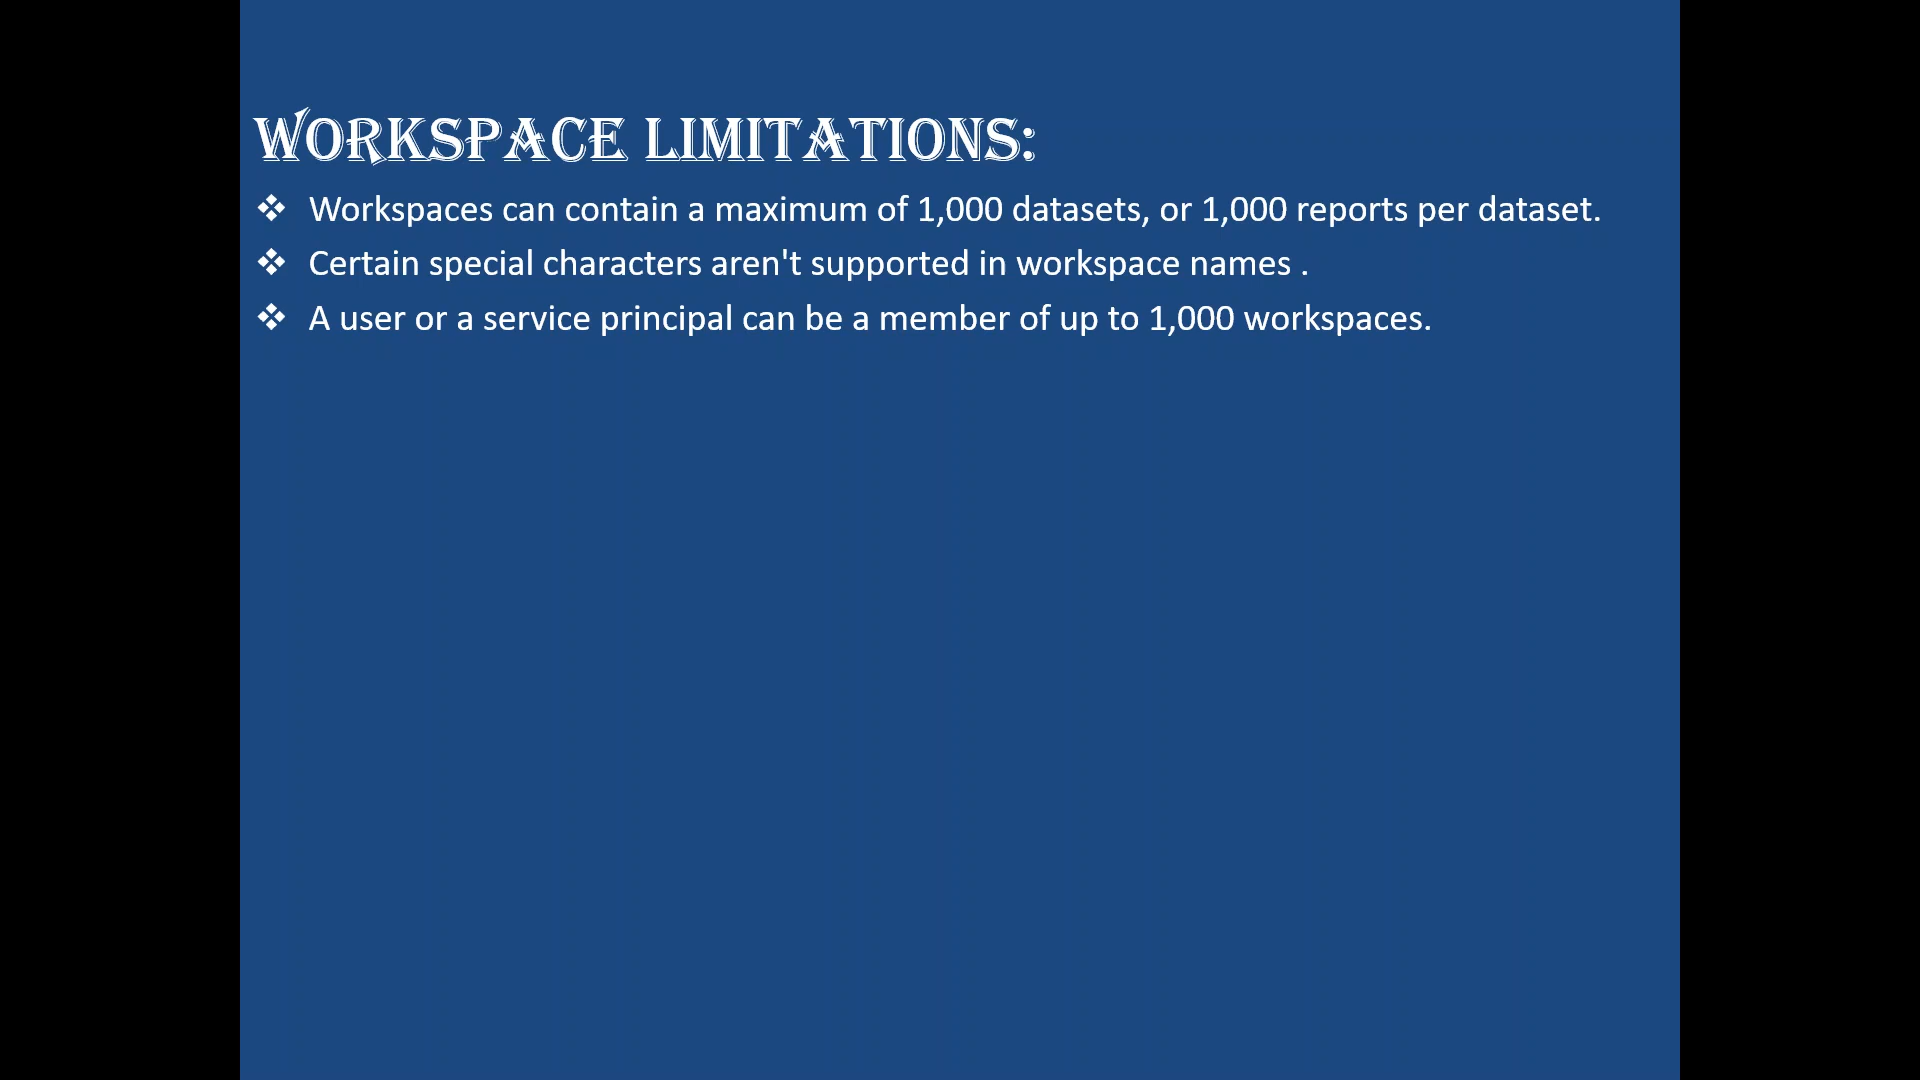 WORKSPACE LIMITATIONS:
❖ Workspaces can contain a maximum of 1,000 datasets, or 1,000 reports per dataset.
❖ Certain special characters aren't supported in workspace names .
❖ A user or a service principal can be a member of up to 1,000 workspaces.